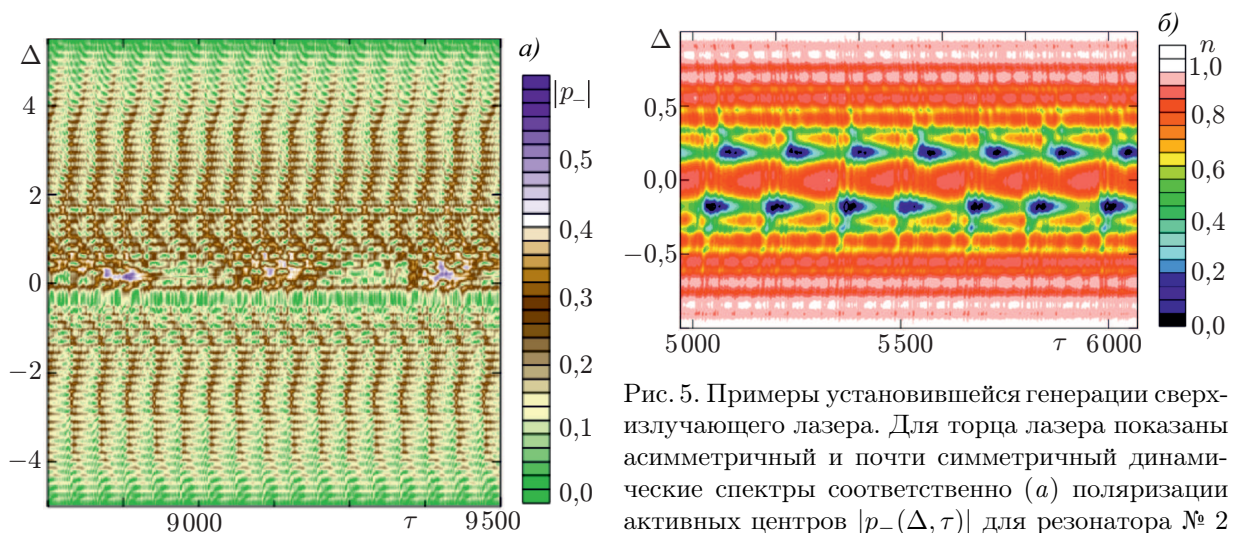 а)
Δ
|p₋|
4
2
0
−2
−4
0,5
0,4
0,3
0,2
0,1
0,0
9000
τ
9500
б)
Δ
n
1,0
0,8
0,6
0,4
0,2
0,0
0,5
0,0
−0,5
5000
5500
τ
6000
Рис. 5. Примеры установившейся генерации сверх-
излучающего лазера. Для торца лазера показаны
асимметричный и почти симметричный динами-
ческие спектры соответственно (а) поляризации
активных центров |p₋(Δ, τ)| для резонатора № 2